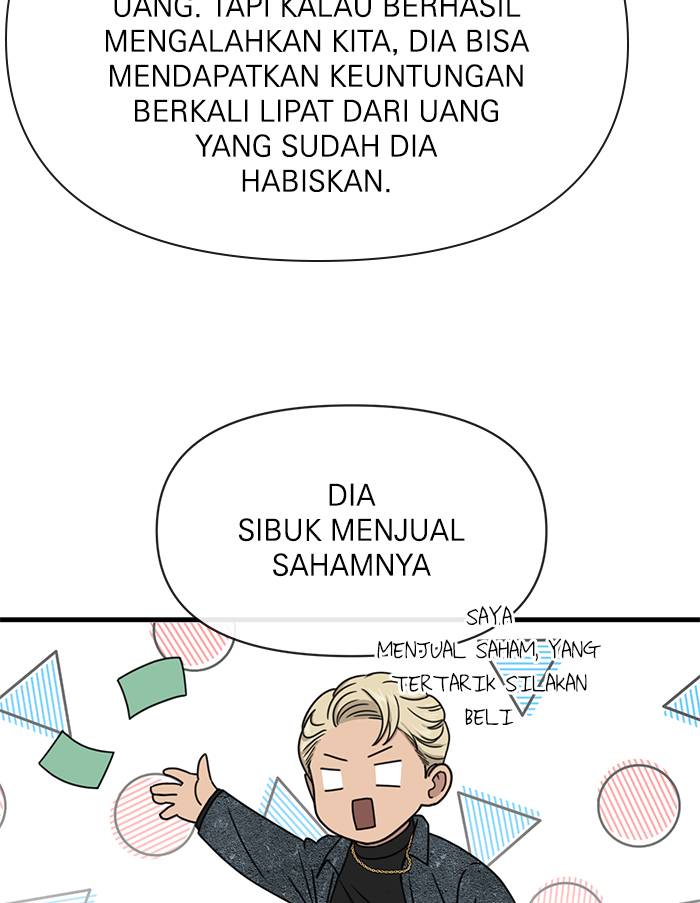 UANG. TAPI KALAU BERHASIL
MENGALAHKAN KITA, DIA BISA
MENDAPATKAN KEUNTUNGAN
BERKALI LIPAT DARI UANG
YANG SUDAH DIA
HABISKAN.
DIA
SIBUK MENJUAL
SAHAMNYA
SAYA
MENJUAL SAHAM, YANG
TERTARIK SILAKAN
BELI